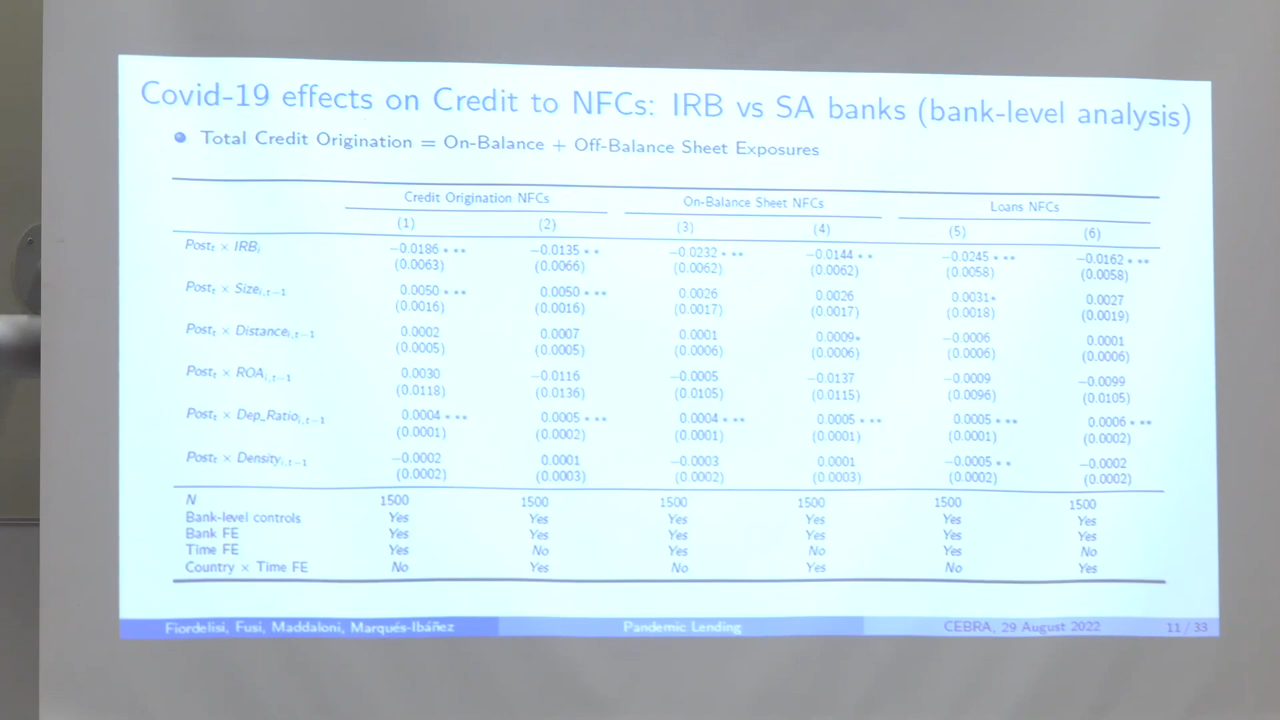 Covid-19 effects on Credit to NFCs: IRB vs SA banks (bank-level analysis)
Total Credit Origination = On-Balance + Off-Balance Sheet Exposures
Credit Origination NFCs On-Balance Sheet NFCs Loans NFCs
(1) (2) (3) (4) (5) (6)
Post_t × IRB_i −0.0186*** −0.0135** −0.0232*** −0.0144** −0.0245*** −0.0162***
(0.0063) (0.0066) (0.0062) (0.0062) (0.0058) (0.0058)
Post_t × Size_{i,t−1} 0.0050*** 0.0050*** 0.0026 0.0026 0.0031* 0.0027
(0.0016) (0.0016) (0.0017) (0.0017) (0.0018) (0.0019)
Post_t × Distance_{i,t−1} 0.0002 0.0007 0.0001 0.0009* −0.0006 0.0001
(0.0005) (0.0005) (0.0006) (0.0006) (0.0006) (0.0006)
Post_t × ROA_{i,t−1} 0.0030 −0.0116 −0.0005 −0.0137 −0.0009 −0.0099
(0.0118) (0.0136) (0.0105) (0.0115) (0.0096) (0.0105)
Post_t × Dep_Ratio_{i,t−1} 0.0004*** 0.0005*** 0.0004*** 0.0005*** 0.0005*** 0.0006***
(0.0001) (0.0002) (0.0001) (0.0001) (0.0001) (0.0002)
Post_t × Density_{i,t−1} −0.0002 0.0001 −0.0003 0.0001 −0.0005** −0.0002
(0.0002) (0.0003) (0.0002) (0.0003) (0.0002) (0.0002)
N 1500 1500 1500 1500 1500 1500
Bank-level controls Yes Yes Yes Yes Yes Yes
Bank FE Yes Yes Yes Yes Yes Yes
Time FE Yes No Yes No Yes No
Country × Time FE No Yes No Yes No Yes
Fiordelisi, Fusi, Maddaloni, Marqués-Ibáñez Pandemic Lending CEBRA, 29 August 2022 11 / 33